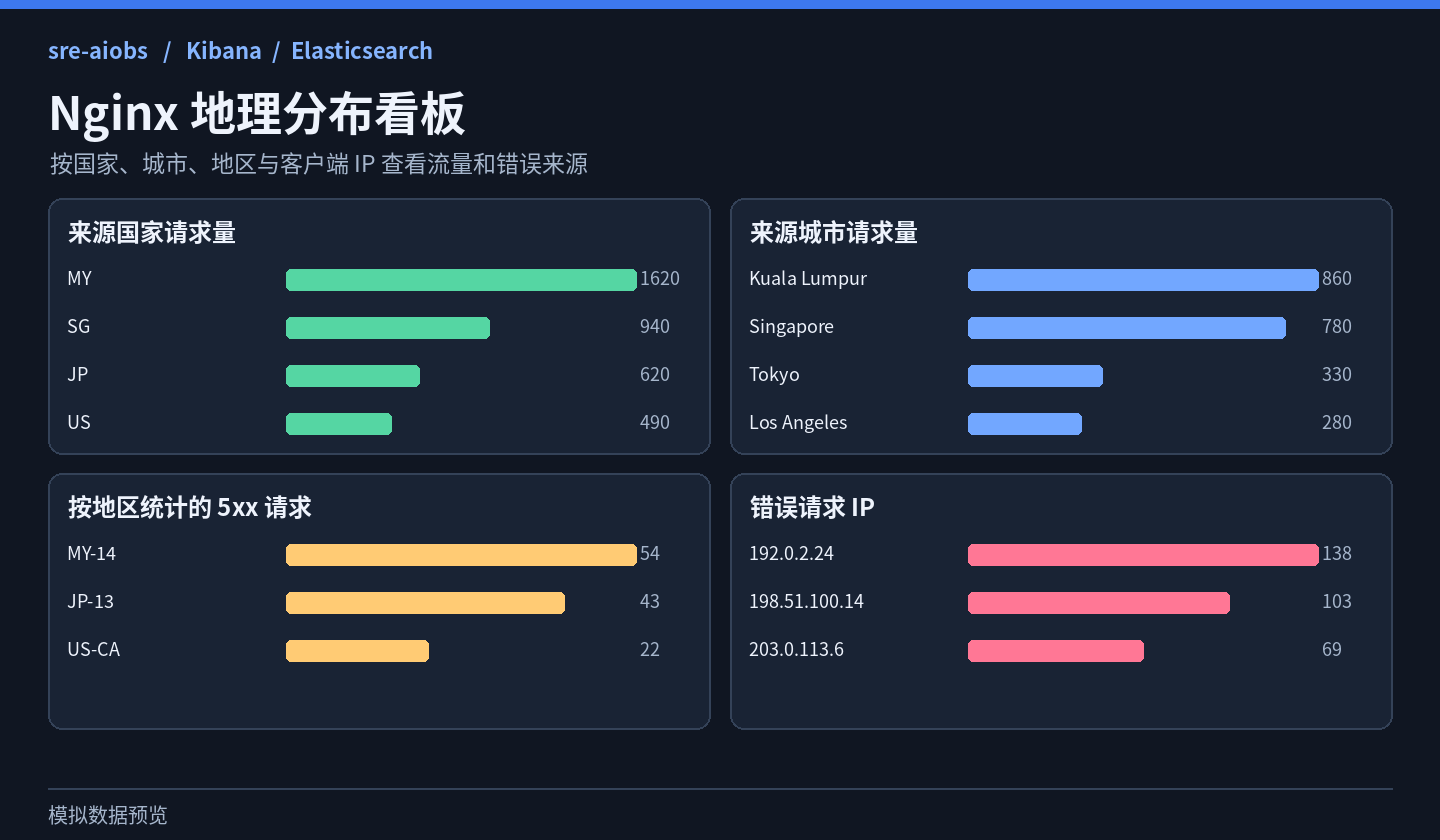 sre-aiobs / Kibana / Elasticsearch
Nginx 地理分布看板
按国家、城市、地区与客户端 IP 查看流量和错误来源
来源国家请求量
MY 1620
SG 940
JP 620
US 490
来源城市请求量
Kuala Lumpur 860
Singapore 780
Tokyo 330
Los Angeles 280
按地区统计的 5xx 请求
MY-14 54
JP-13 43
US-CA 22
错误请求 IP
192.0.2.24 138
198.51.100.14 103
203.0.113.6 69
模拟数据预览